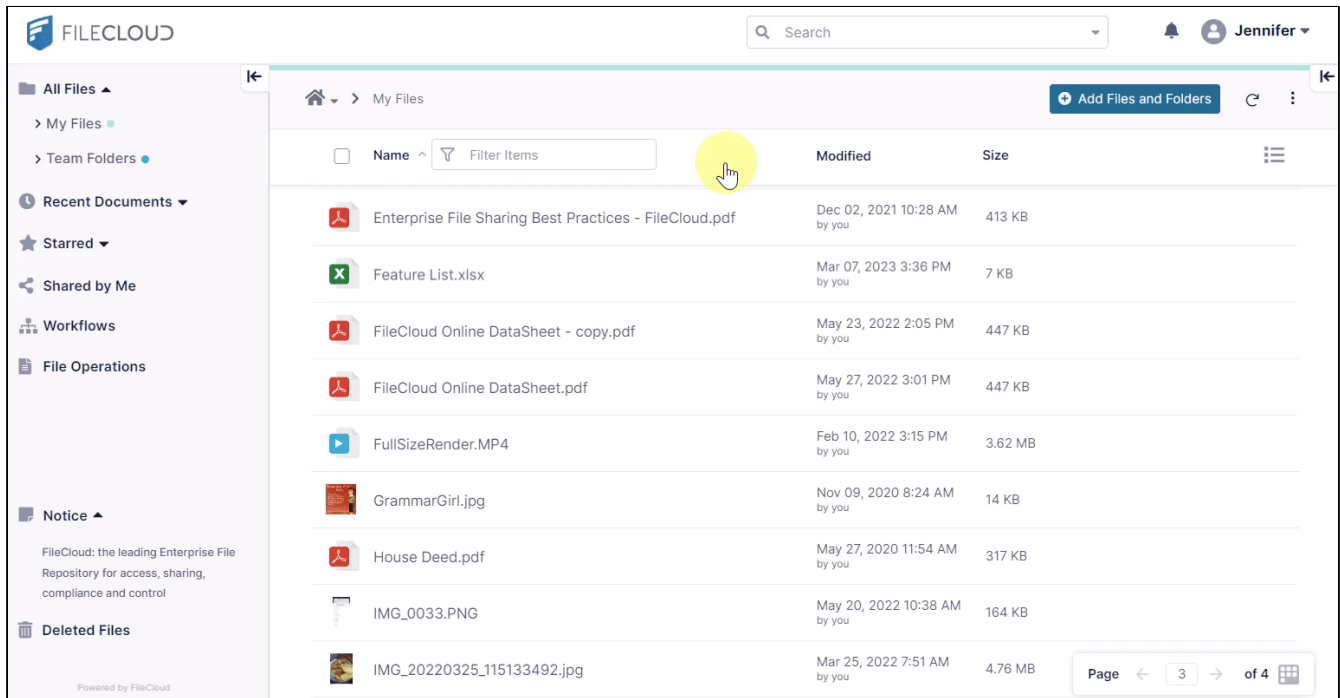 FILECLOUD
Search
Jennifer
All Files
My Files
Team Folders
Recent Documents
Starred
Shared by Me
Workflows
File Operations
Notice
FileCloud: the leading Enterprise File
Repository for access, sharing,
compliance and control
Deleted Files
Powered by FileCloud
My Files
Add Files and Folders
Name Filter Items Modified Size
Enterprise File Sharing Best Practices - FileCloud.pdf Dec 02, 2021 10:28 AM 413 KB
by you
Feature List.xlsx Mar 07, 2023 3:36 PM 7 KB
by you
FileCloud Online DataSheet - copy.pdf May 23, 2022 2:05 PM 447 KB
by you
FileCloud Online DataSheet.pdf May 27, 2022 3:01 PM 447 KB
by you
FullSizeRender.MP4 Feb 10, 2022 3:15 PM 3.62 MB
by you
GrammarGirl.jpg Nov 09, 2020 8:24 AM 14 KB
by you
House Deed.pdf May 27, 2020 11:54 AM 317 KB
by you
IMG_0033.PNG May 20, 2022 10:38 AM 164 KB
by you
IMG_20220325_115133492.jpg Mar 25, 2022 7:51 AM 4.76 MB
by you
Page 3 of 4